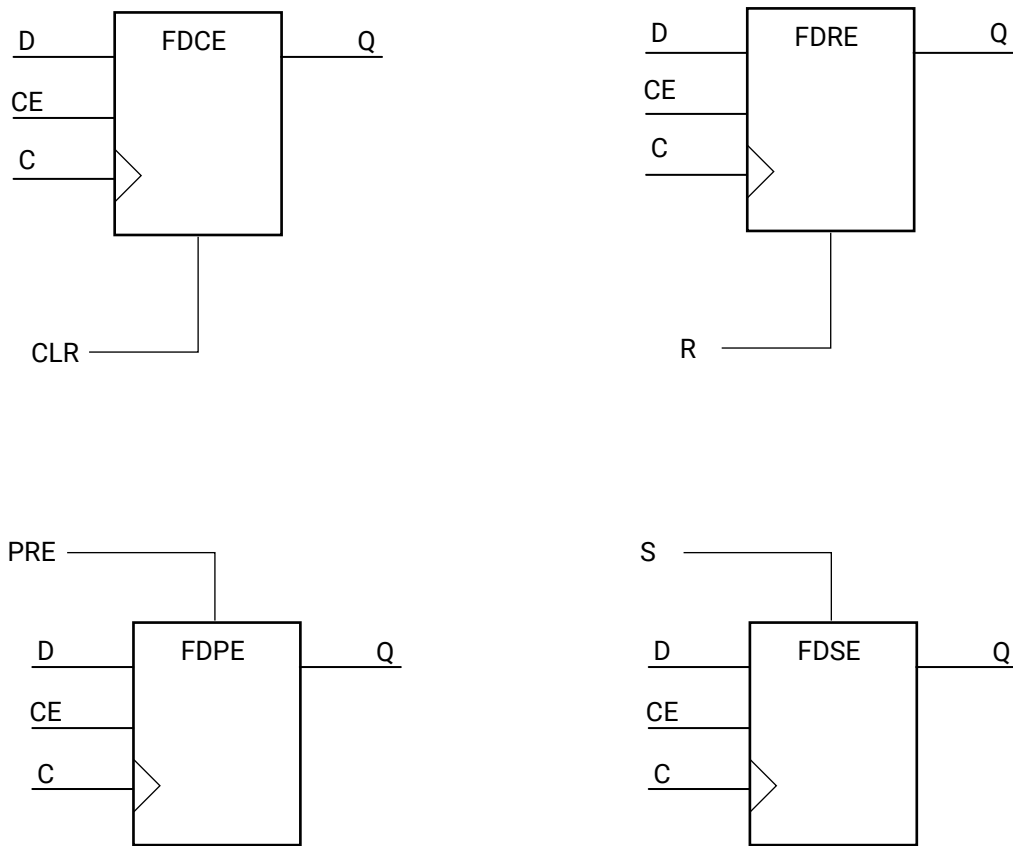 D FDCE Q
CE
C
CLR
D FDRE Q
CE
C
R
PRE
D FDPE Q
CE
C
S
D FDSE Q
CE
C